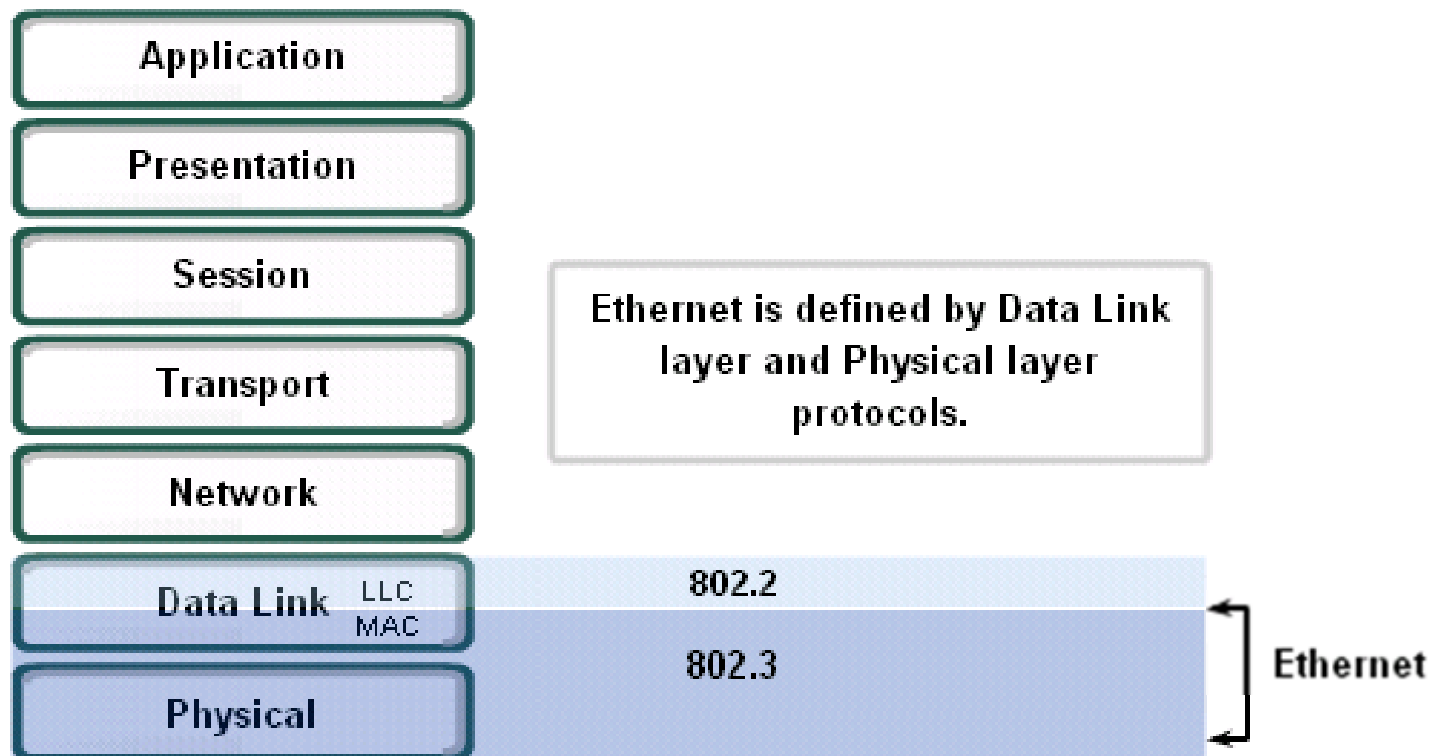 Application
Presentation
Session
Transport
Network
Data Link
LLC
MAC
Physical
Ethernet is defined by Data Link
layer and Physical layer
protocols.
802.2
802.3
Ethernet